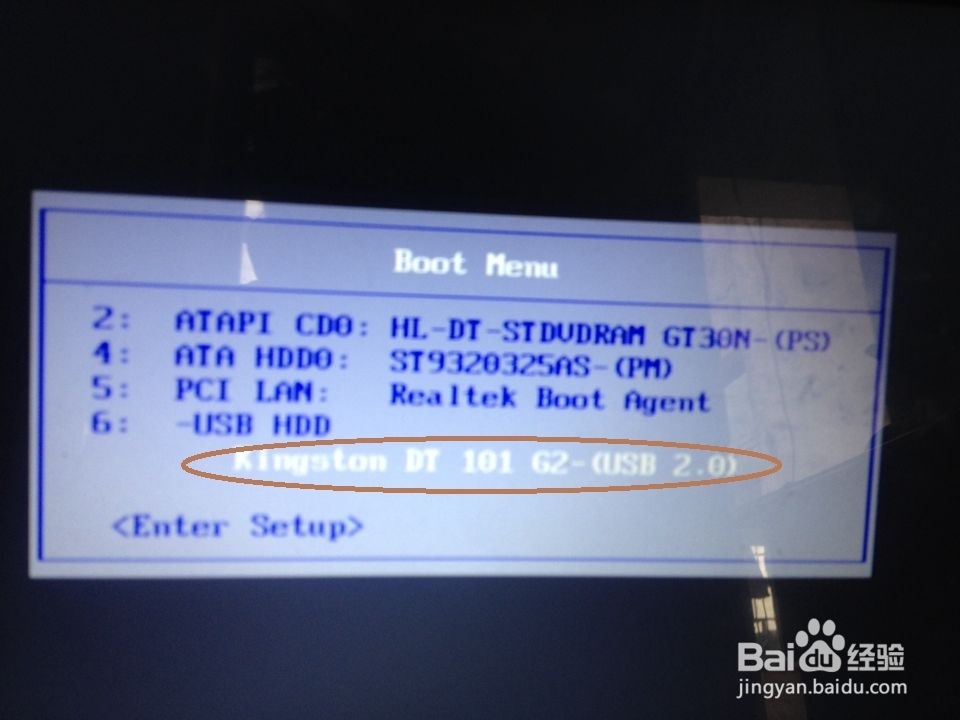 Boot Menu
2: ATAPI CD0: HL-DT-STDVDRAM GT30N-(PS)
4: ATA HDD0: ST9320325AS-(PM)
5: PCI LAN: Realtek Boot Agent
6: -USB HDD
Kingston DT 101 G2-(USB 2.0)
<Enter Setup>
Baidu经验
jingyan.baidu.com